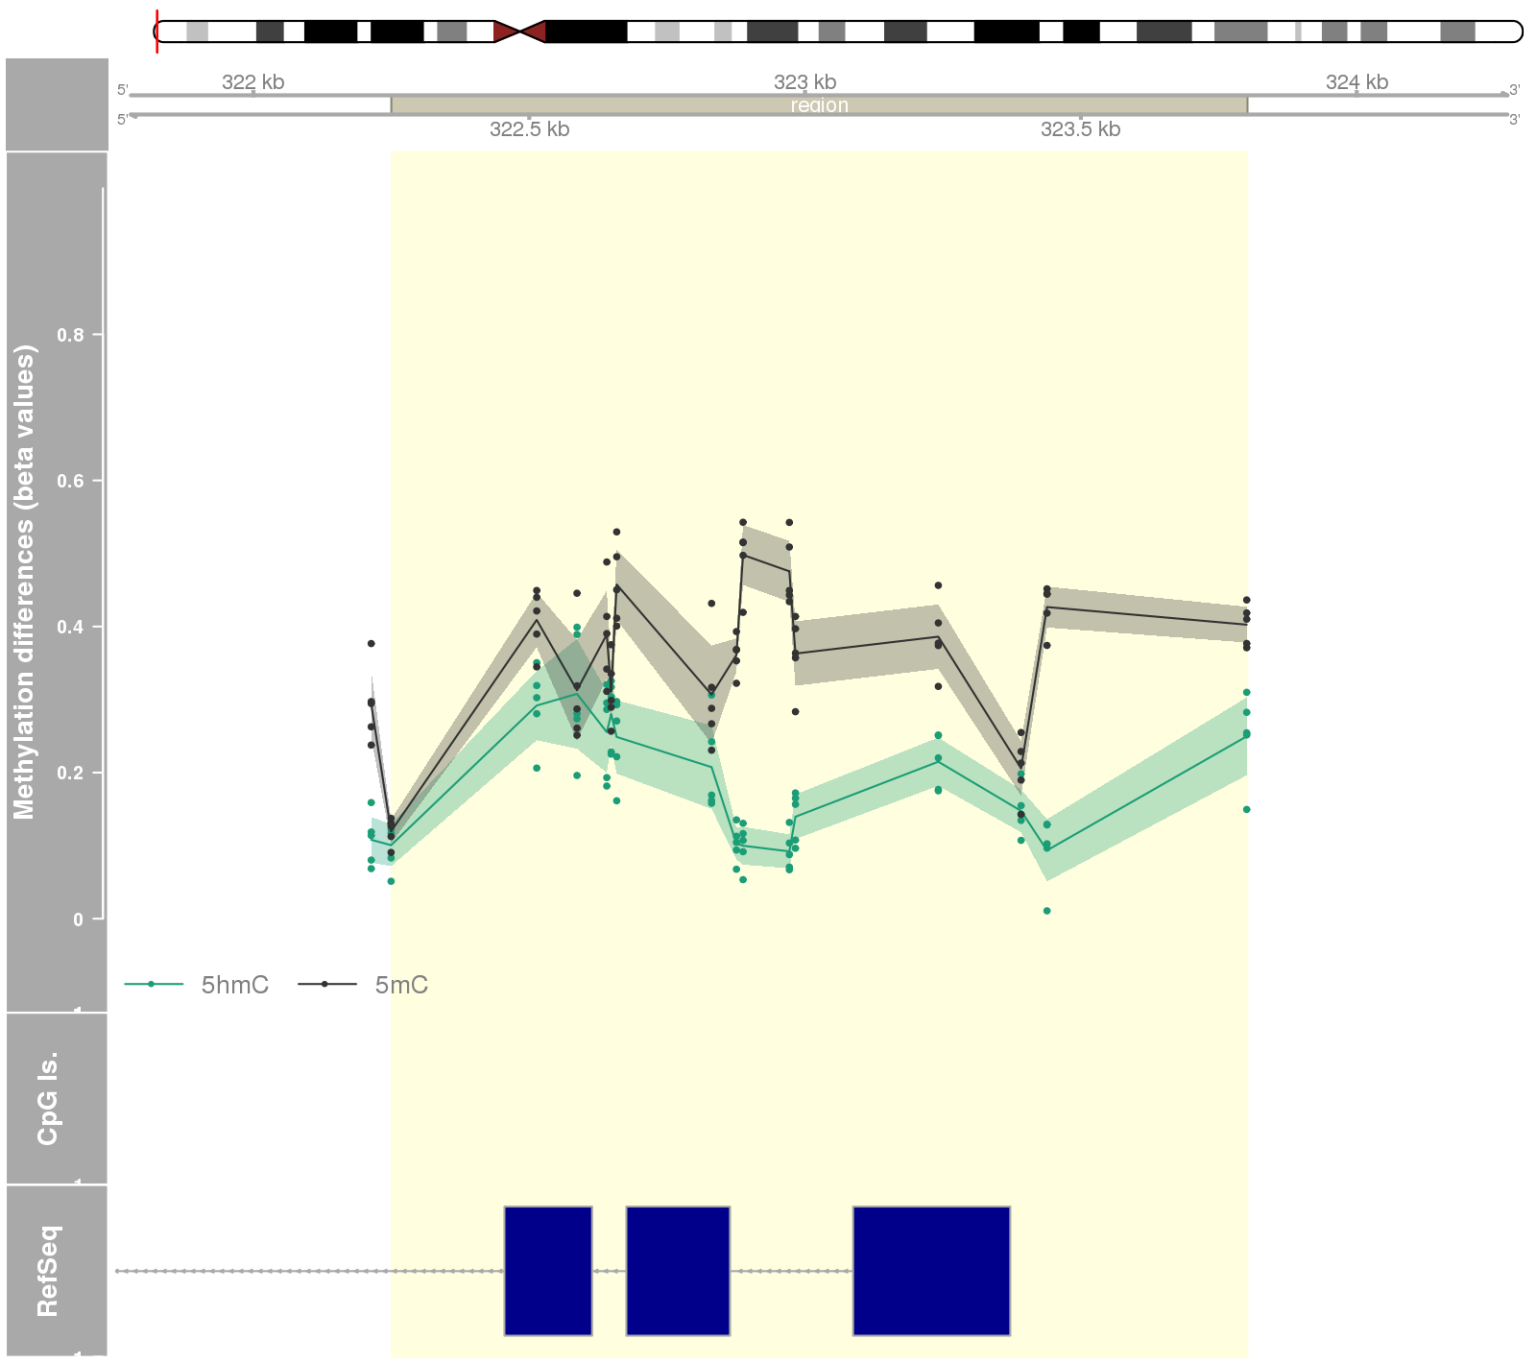 322 kb
323 kb
324 kb
5'
3'
region
5'
3'
322.5 kb
323.5 kb
Methylation differences (beta values)
0.8
0.6
0.4
0.2
0
5hmC
5mC
CpG Is.
RefSeq